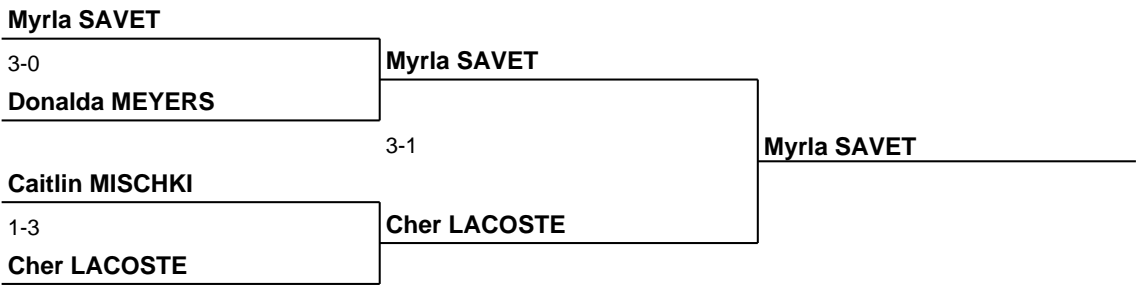 Myrla SAVET
3-0
Myrla SAVET
Donalda MEYERS
3-1
Myrla SAVET
Caitlin MISCHKI
1-3
Cher LACOSTE
Cher LACOSTE